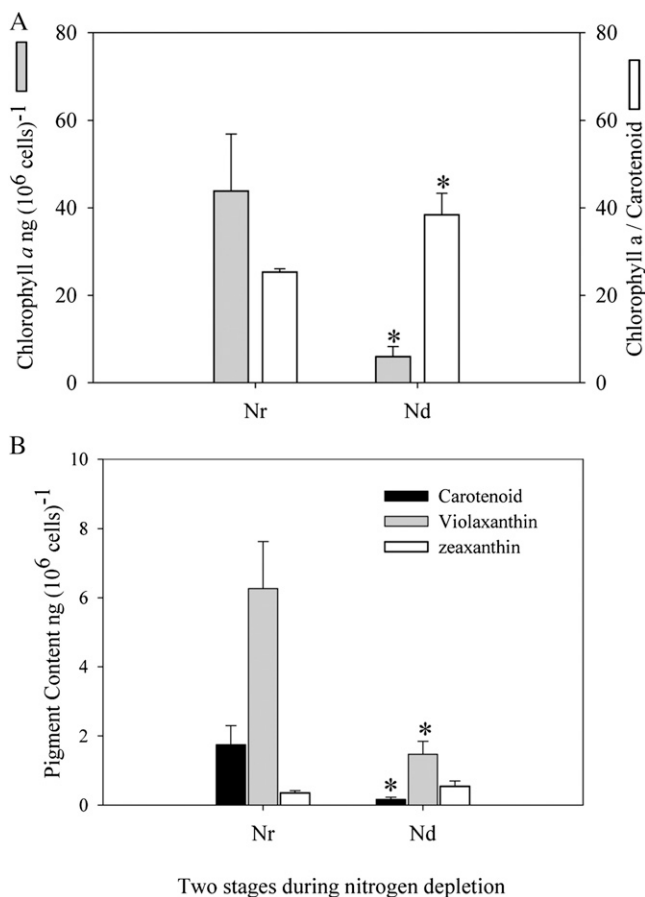 A
Chlorophyll a ng (10^6 cells)^-1
80
60
40
20
0
80
60
40
20
0
Chlorophyll a / Carotenoid
*
*
Nr
Nd
B
Pigment Content ng (10^6 cells)^-1
10
8
6
4
2
0
Carotenoid
Violaxanthin
zeaxanthin
*
*
Nr
Nd
Two stages during nitrogen depletion